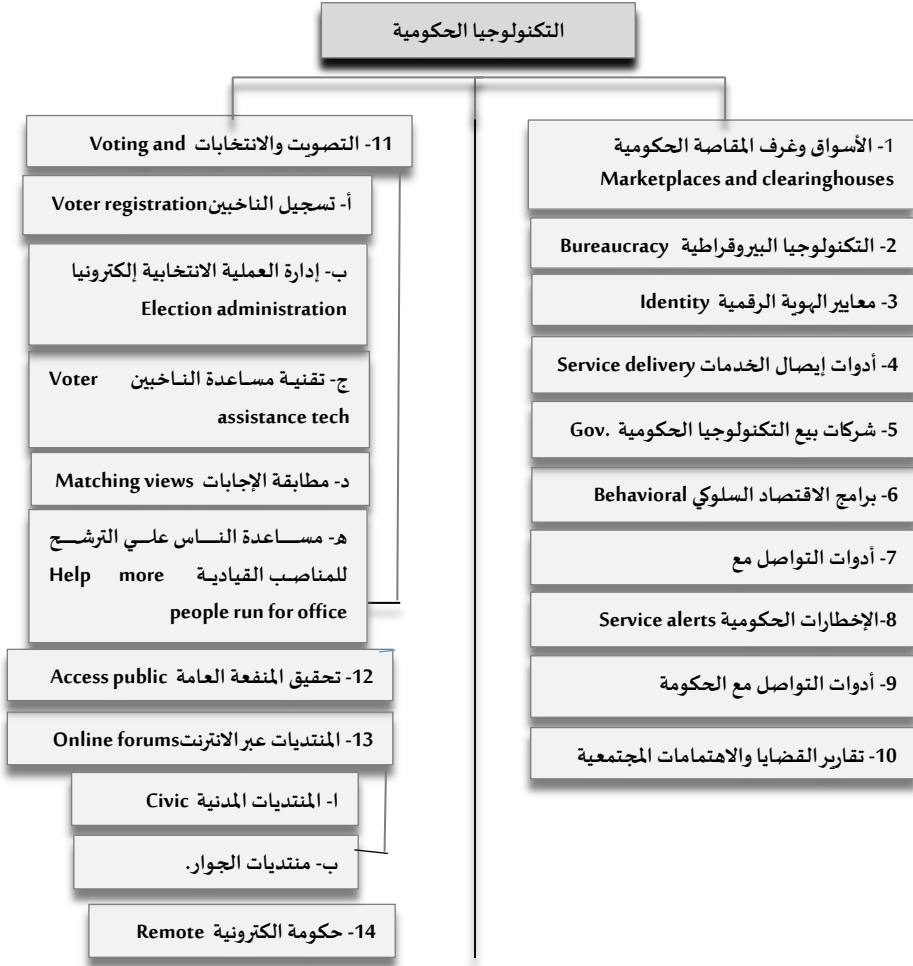 التكنولوجيا الحكومية
1- الأسواق وغرف المقاصة الحكومية
Marketplaces and clearinghouses
2- التكنولوجيا البيروقراطية Bureaucracy
3- معايير الهوية الرقمية Identity
4- أدوات إيصال الخدمات Service delivery
5- شركات بيع التكنولوجيا الحكومية Gov.
6- برامج الاقتصاد السلوكي Behavioral
7- أدوات التواصل مع
8-الإخطارات الحكومية Service alerts
9- أدوات التواصل مع الحكومة
10- تقارير القضايا والاهتمامات المجتمعية
11- التصويت والانتخابات Voting and
أ- تسجيل الناخبين Voter registration
ب- إدارة العملية الانتخابية إلكترونيا
Election administration
ج- تقنية مساعدة الناخبين Voter
assistance tech
د- مطابقة الإجابات Matching views
ه- مساعدة الناس علي الترشح
للمناصب القيادية Help more
people run for office
12- تحقيق المنفعة العامة Access public
13- المنتديات عبر الانترنت Online forums
ا- المنتديات المدنية Civic
ب- منتديات الجوار.
14- حكومة الكترونية Remote